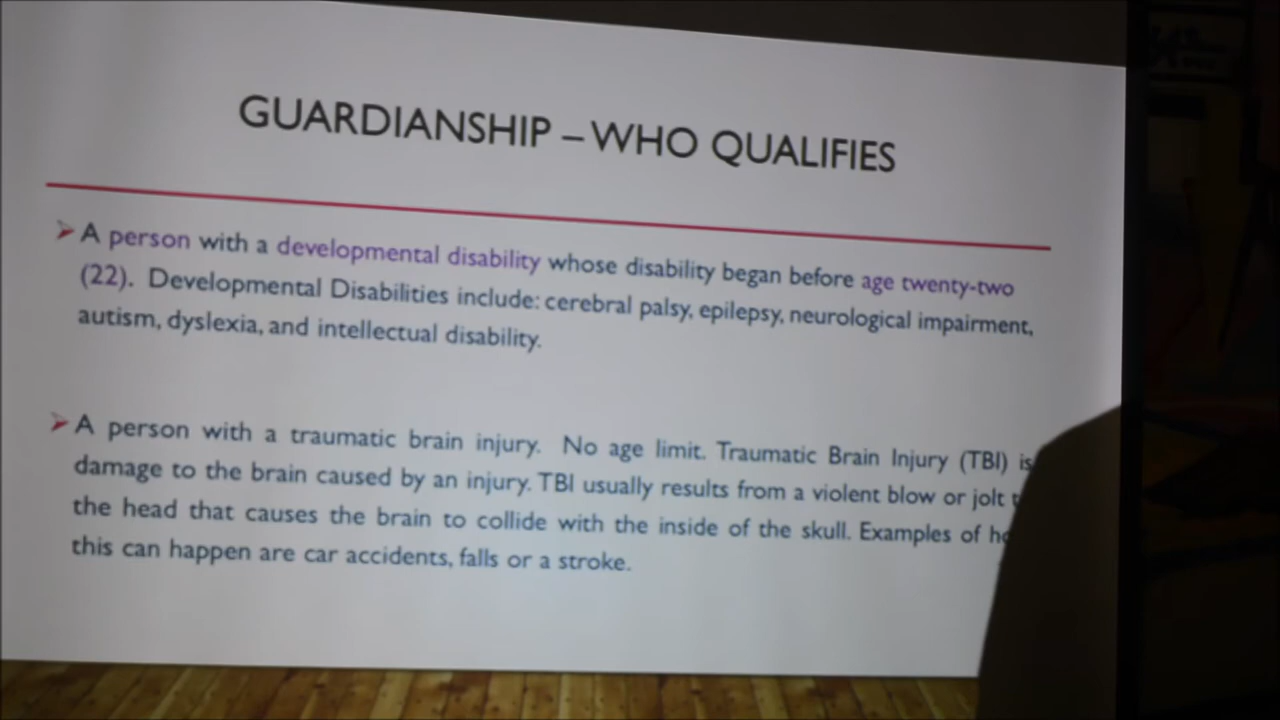 GUARDIANSHIP – WHO QUALIFIES
➢ A person with a developmental disability whose disability began before age twenty-two
(22). Developmental Disabilities include: cerebral palsy, epilepsy, neurological impairment,
autism, dyslexia, and intellectual disability.
➢ A person with a traumatic brain injury. No age limit. Traumatic Brain Injury (TBI) is
damage to the brain caused by an injury. TBI usually results from a violent blow or jolt
the head that causes the brain to collide with the inside of the skull. Examples of
this can happen are car accidents, falls or a stroke.